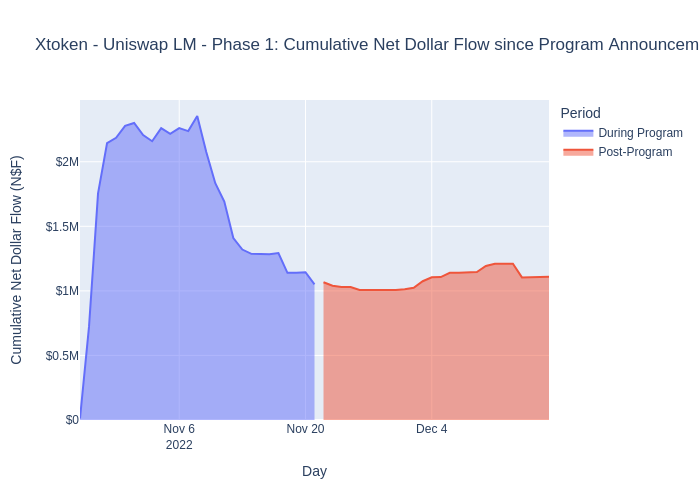 Xtoken - Uniswap LM - Phase 1: Cumulative Net Dollar Flow since Program Announcem
Period
During Program
Post-Program
Cumulative Net Dollar Flow (N$F)
$2M
$1.5M
$1M
$0.5M
$0
Nov 6
2022
Nov 20
Dec 4
Day